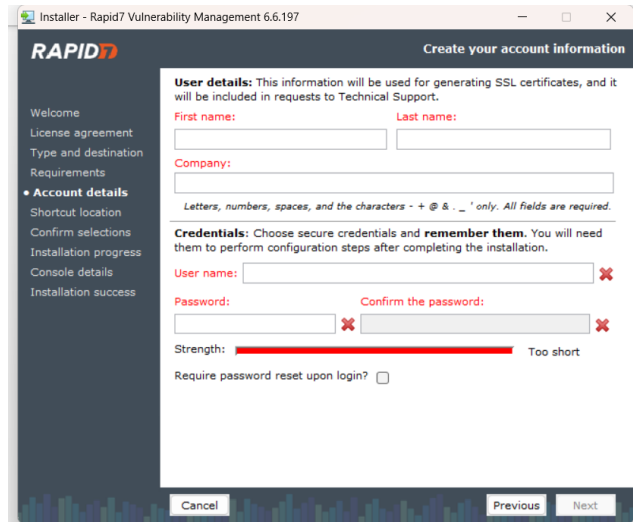 Installer - Rapid7 Vulnerability Management 6.6.197
RAPID7
Create your account information
Welcome
License agreement
Type and destination
Requirements
• Account details
Shortcut location
Confirm selections
Installation progress
Console details
Installation success
User details: This information will be used for generating SSL certificates, and it
will be included in requests to Technical Support.
First name: Last name:
Company:
Letters, numbers, spaces, and the characters - + @ & . _ ' only. All fields are required.
Credentials: Choose secure credentials and remember them. You will need
them to perform configuration steps after completing the installation.
User name:
Password: Confirm the password:
Strength: Too short
Require password reset upon login?
Cancel Previous Next